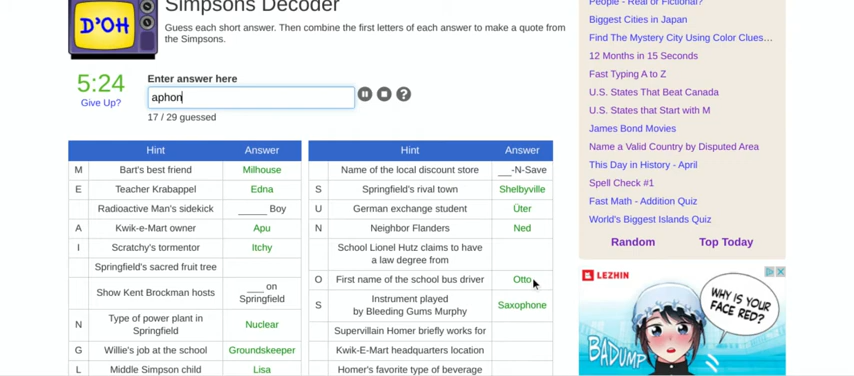 Simpsons Decoder
D'OH
Guess each short answer. Then combine the first letters of each answer to make a quote from
the Simpsons.
5:24
Give Up?
Enter answer here
aphon
17 / 29 guessed
Hint Answer
M Bart's best friend Milhouse
E Teacher Krabappel Edna
Radioactive Man's sidekick _____ Boy
A Kwik-e-Mart owner Apu
I Scratchy's tormentor Itchy
Springfield's sacred fruit tree
Show Kent Brockman hosts ___ on
Springfield
N Type of power plant in
Springfield Nuclear
G Willie's job at the school Groundskeeper
L Middle Simpson child Lisa
Hint Answer
Name of the local discount store __-N-Save
S Springfield's rival town Shelbyville
U German exchange student Üter
N Neighbor Flanders Ned
School Lionel Hutz claims to have
a law degree from
O First name of the school bus driver Otto
S Instrument played
by Bleeding Gums Murphy Saxophone
Supervillain Homer briefly works for
Kwik-E-Mart headquarters location
Homer's favorite type of beverage
People - Real or Fictional?
Biggest Cities in Japan
Find The Mystery City Using Color Clues…
12 Months in 15 Seconds
Fast Typing A to Z
U.S. States That Beat Canada
U.S. States that Start with M
James Bond Movies
Name a Valid Country by Disputed Area
This Day in History - April
Spell Check #1
Fast Math - Addition Quiz
World's Biggest Islands Quiz
Random Top Today
LEZHIN
WHY IS YOUR
FACE RED?
BADUMP